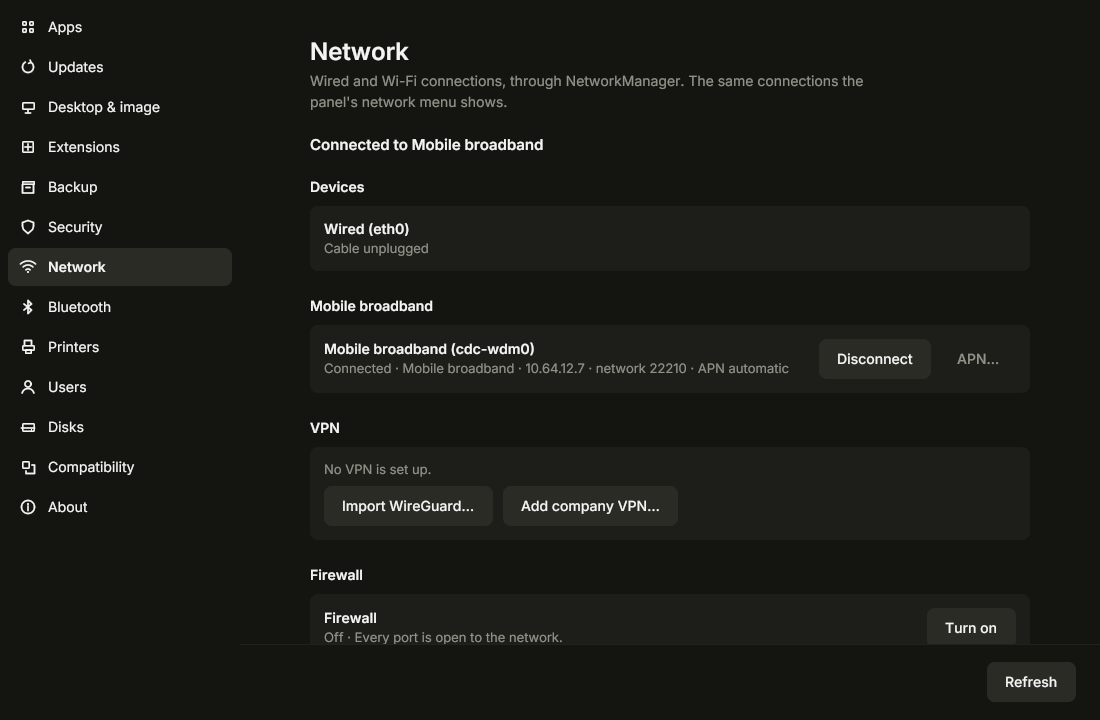 Apps
Updates
Desktop & image
Extensions
Backup
Security
Network
Bluetooth
Printers
Users
Disks
Compatibility
About
Network
Wired and Wi-Fi connections, through NetworkManager. The same connections the
panel's network menu shows.
Connected to Mobile broadband
Devices
Wired (eth0)
Cable unplugged
Mobile broadband
Mobile broadband (cdc-wdm0)
Connected · Mobile broadband · 10.64.12.7 · network 22210 · APN automatic
Disconnect
APN...
VPN
No VPN is set up.
Import WireGuard...
Add company VPN...
Firewall
Firewall
Off · Every port is open to the network.
Turn on
Refresh